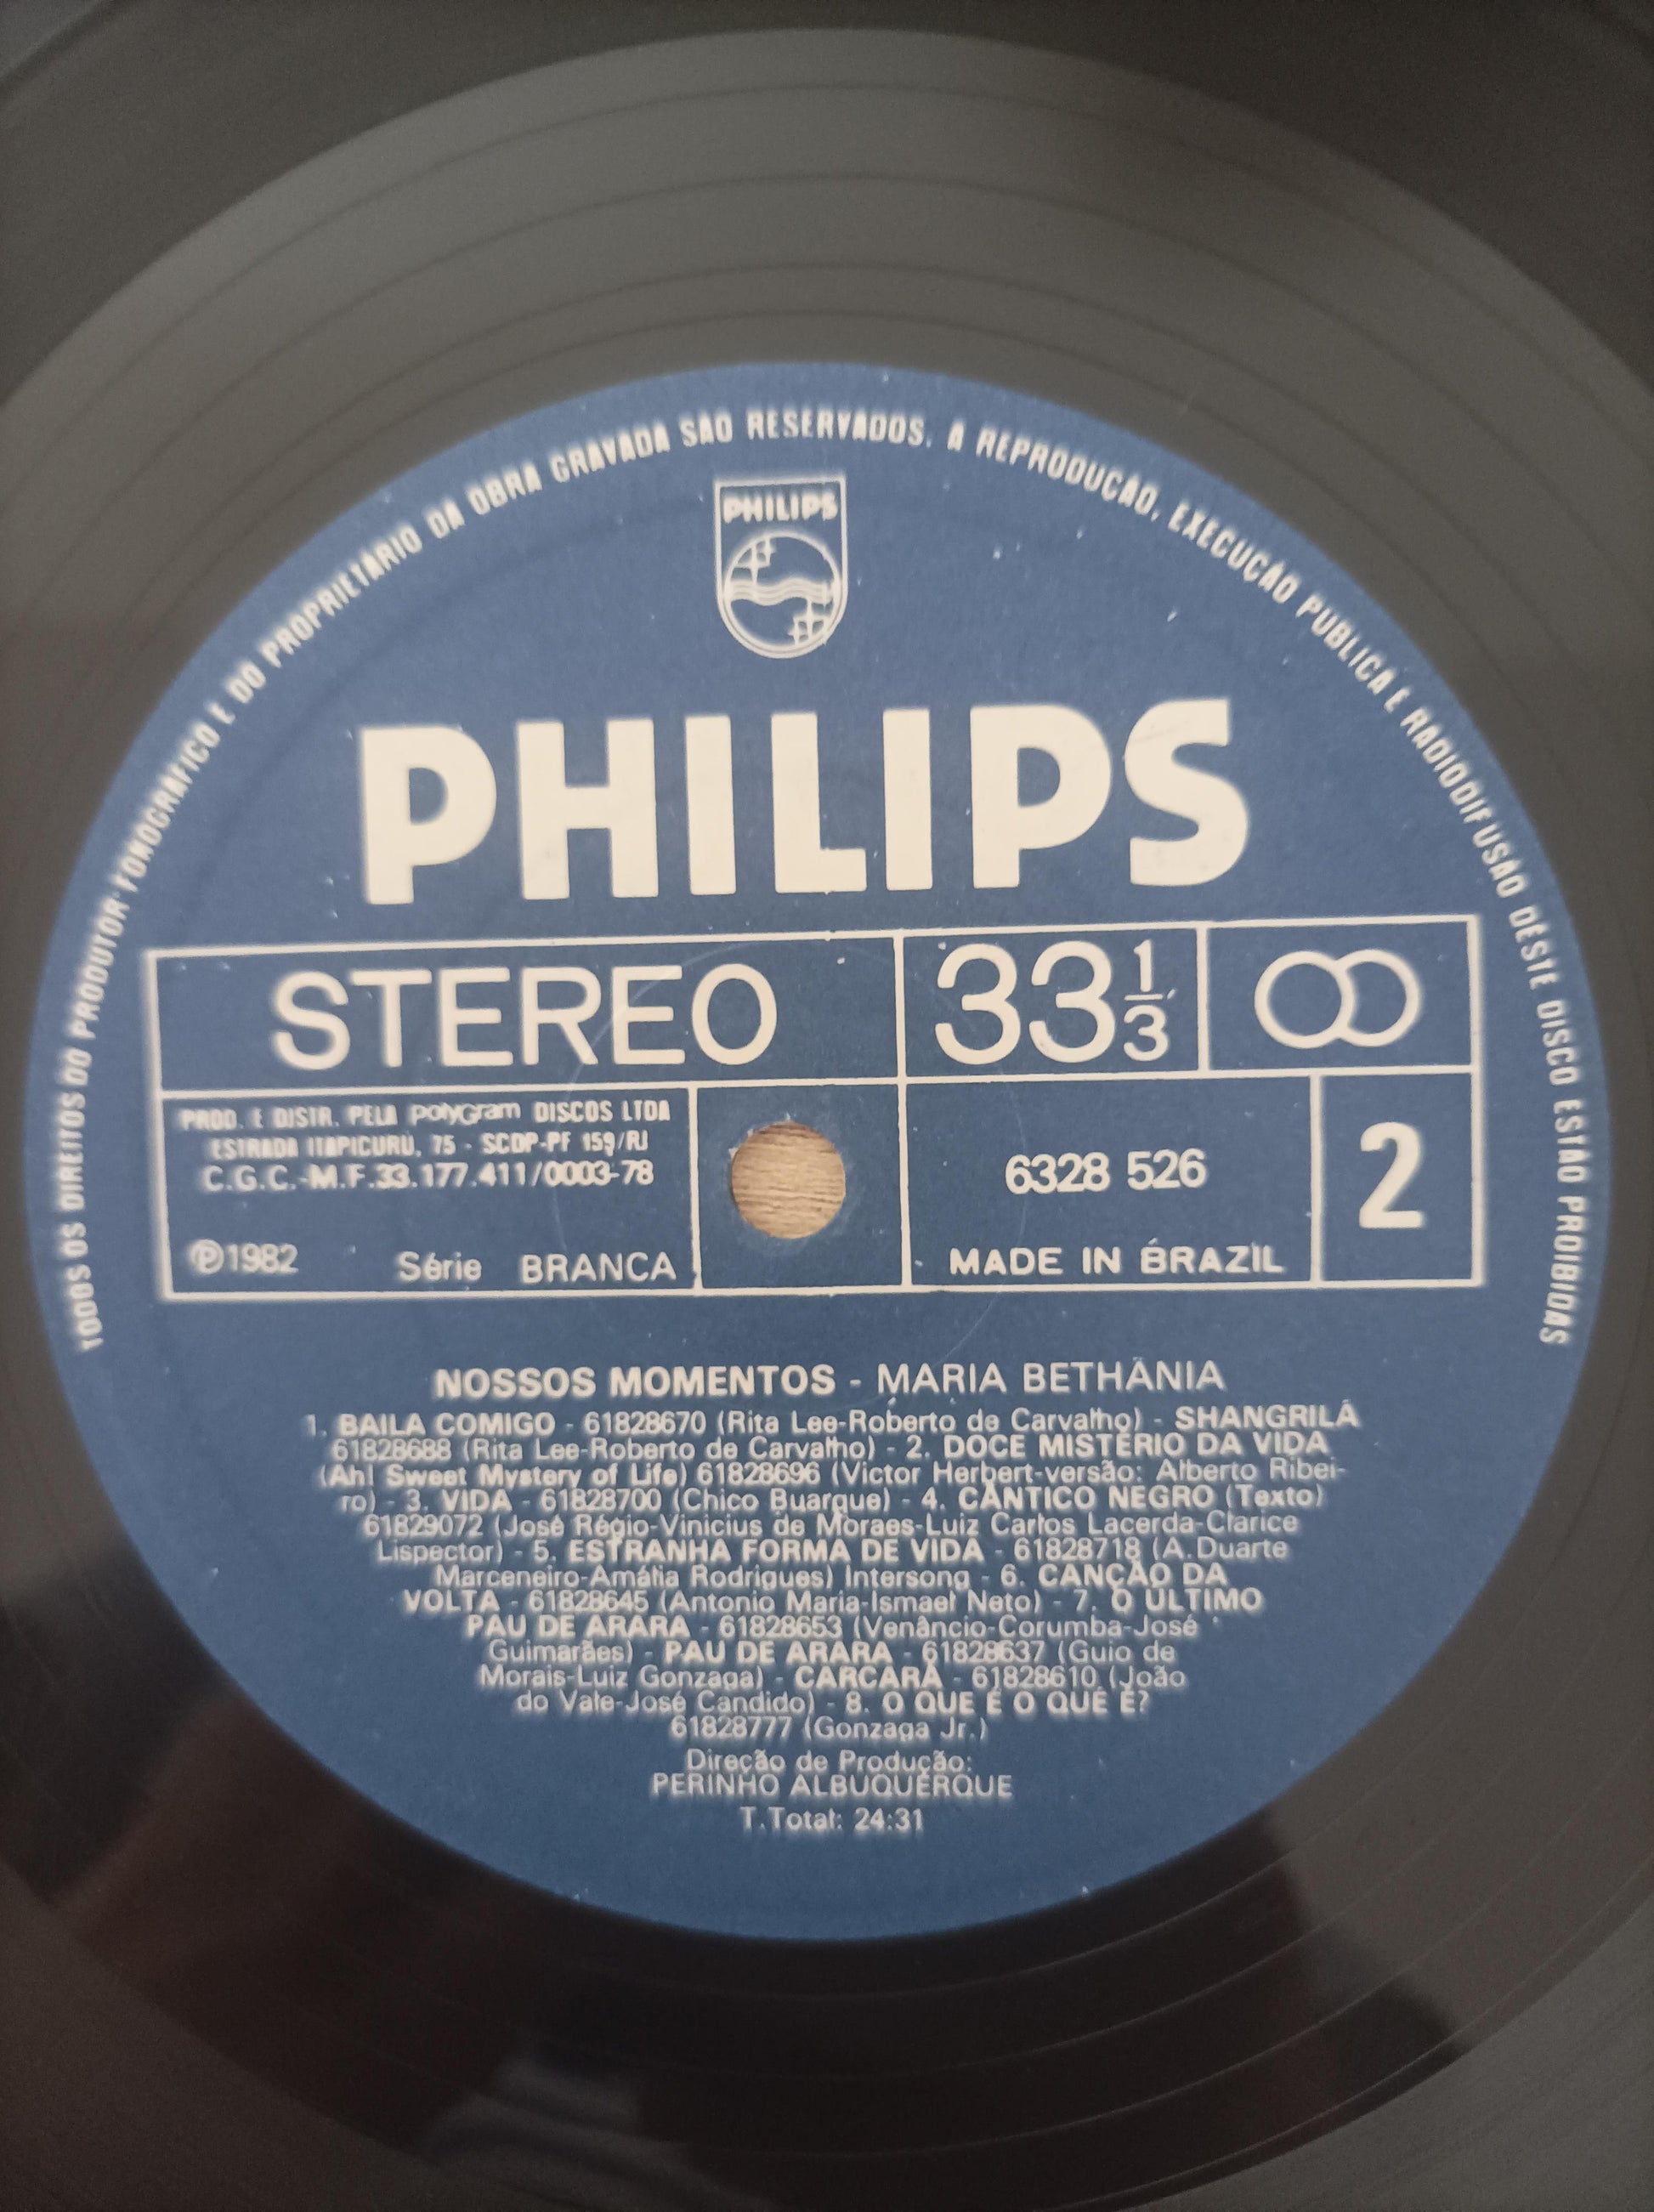 TODOS OS DIREITOS DO PRODUTOR FONOGRAFICO E DO PROPRIETARIO DA OBRA GRAVADA SAO RESERVADOS. A REPRODUÇÃO, EXECUÇÃO PUBLICA E RADIODIFUSÃO DESTE DISCO ESTÃO PROIBIDAS
PHILIPS
PHILIPS
STEREO
33 1/3
PROD. E DISTR. PELA polyGram DISCOS LTDA
ESTRADA ITAPICURU, 75 - SCDP-PF 159/RJ
C.G.C.-M.F.33.177.411/0003-78
℗1982 Série BRANCA
6328 526
MADE IN BRAZIL
2
NOSSOS MOMENTOS - MARIA BETHÂNIA
1. BAILA COMIGO - 61828670 (Rita Lee-Roberto de Carvalho) - SHANGRILÁ
61828688 (Rita Lee-Roberto de Carvalho) - 2. DOCE MISTÉRIO DA VIDA
(Ah! Sweet Mystery of Life) 61828696 (Victor Herbert-versão: Alberto Ribei-
ro) - 3. VIDA - 61828700 (Chico Buarque) - 4. CÂNTICO NEGRO (Texto)
61829072 (José Régio-Vinicius de Moraes-Luiz Carlos Lacerda-Clarice
Lispector) - 5. ESTRANHA FORMA DE VIDA - 61828718 (A.Duarte
Marceneiro-Amália Rodrigues) Intersong - 6. CANÇÃO DA
VOLTA - 61828645 (Antonio Maria-Ismael Neto) - 7. O ÚLTIMO
PAU DE ARARA - 61828653 (Venâncio-Corumba-José
Guimarães) - PAU DE ARARA - 61828637 (Guio de
Morais-Luiz Gonzaga) - CARCARÁ - 61828610 (João
do Vale-José Candido) - 8. O QUE É O QUE É?
61828777 (Gonzaga Jr.)
Direção de Produção:
PERINHO ALBUQUERQUE
T.Total: 24:31